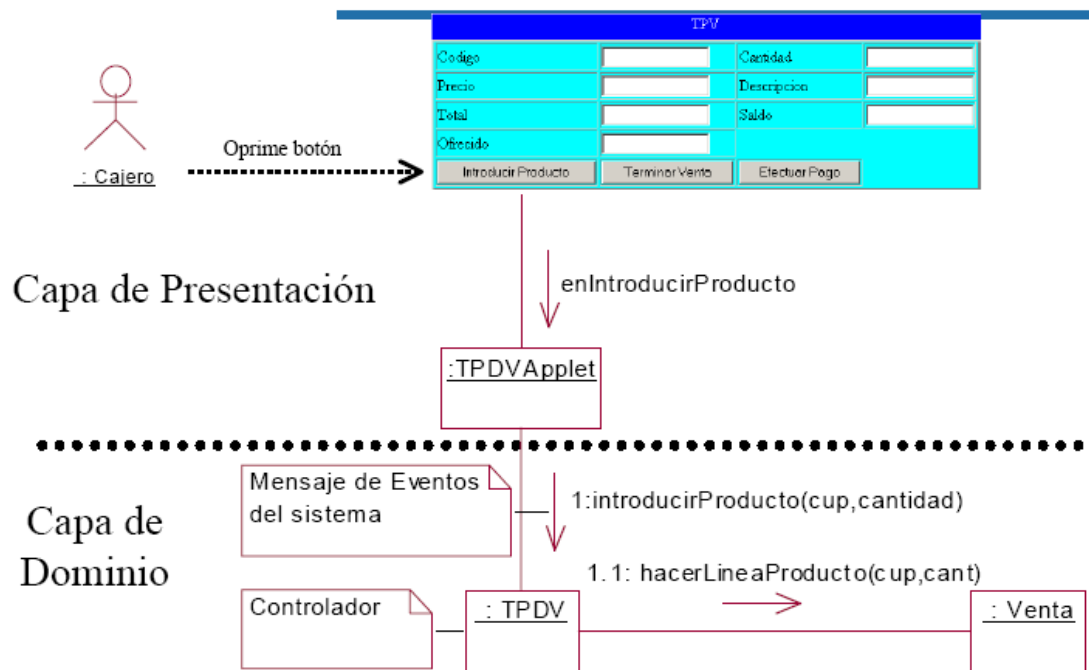 TPV
Codigo
Cantidad
Precio
Descripcion
Total
Saldo
Ofrecido
Introducir Producto
Terminar Venta
Efectuar Pago
Oprime botón
: Cajero
Capa de Presentación
enIntroducirProducto
:TPDVApplet
Mensaje de Eventos
del sistema
1:introducirProducto(cup,cantidad)
Capa de
Dominio
1.1: hacerLineaProducto(cup,cant)
Controlador
: TPDV
: Venta